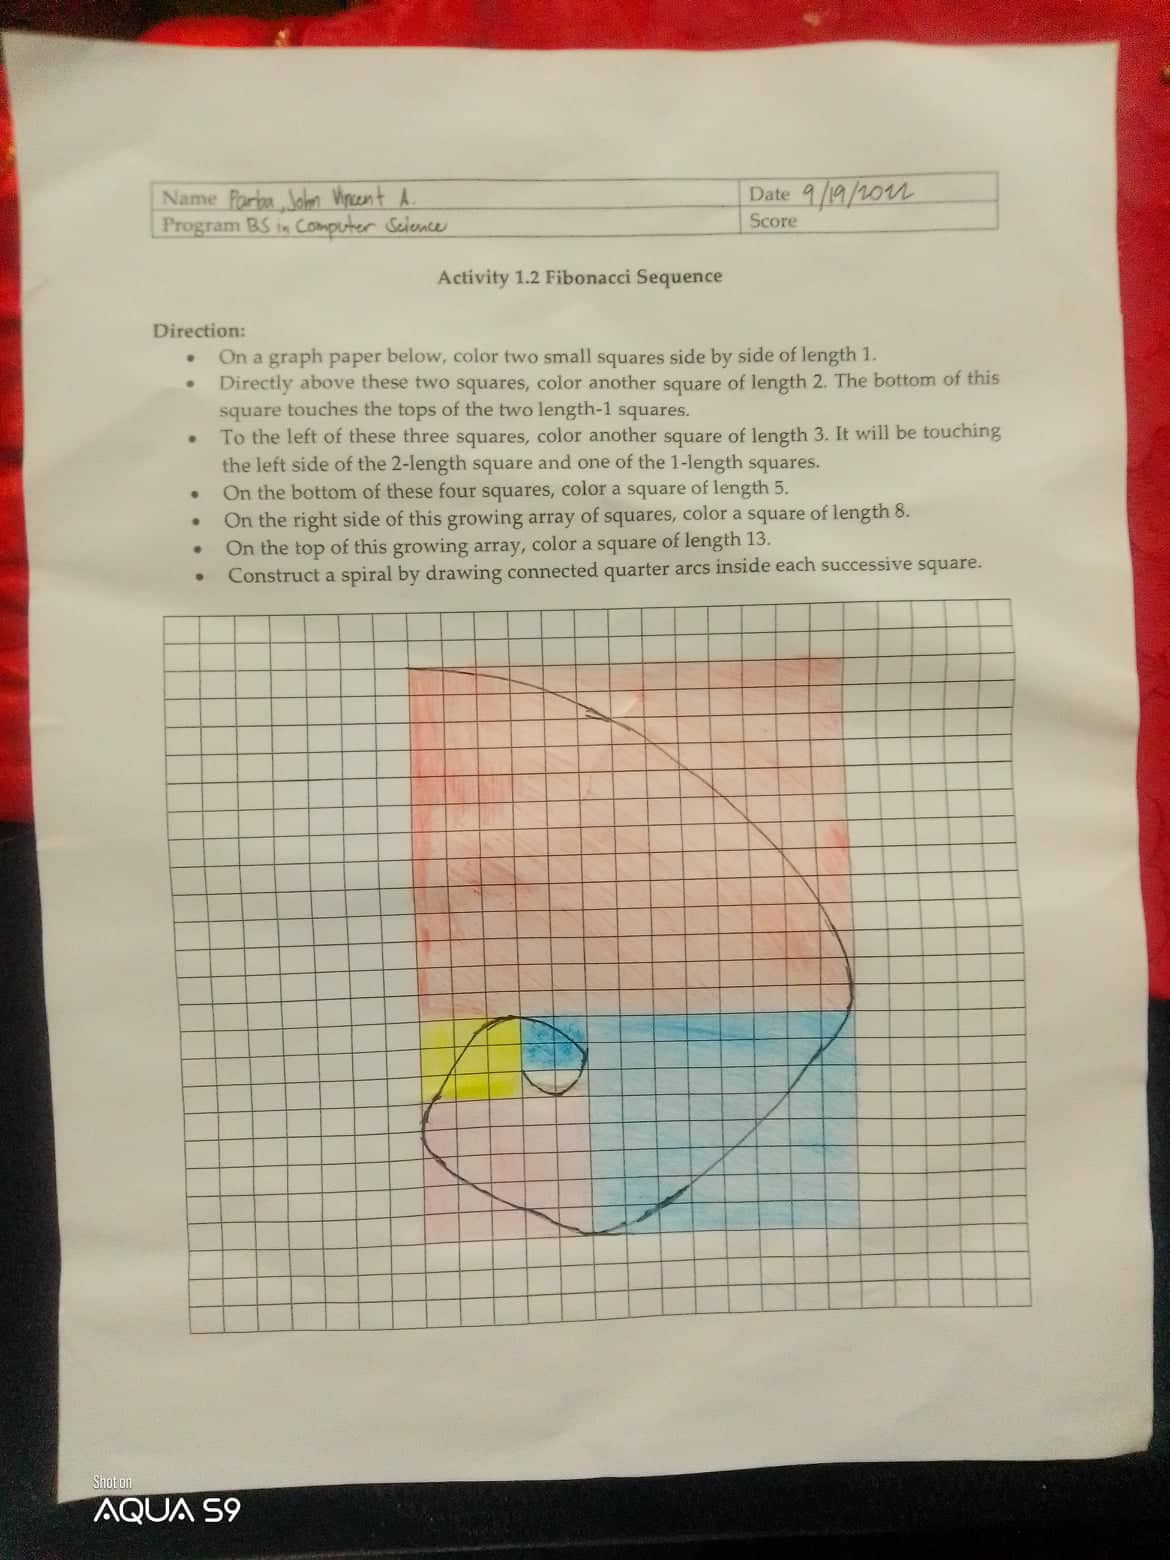 Name Parba, John Vincent A.
Date 9/19/2022
Program BS in Computer Science
Score
Activity 1.2 Fibonacci Sequence
Direction:
• On a graph paper below, color two small squares side by side of length 1.
• Directly above these two squares, color another square of length 2. The bottom of this
square touches the tops of the two length-1 squares.
• To the left of these three squares, color another square of length 3. It will be touching
the left side of the 2-length square and one of the 1-length squares.
• On the bottom of these four squares, color a square of length 5.
• On the right side of this growing array of squares, color a square of length 8.
• On the top of this growing array, color a square of length 13.
• Construct a spiral by drawing connected quarter arcs inside each successive square.
Shot on
AQUA S9